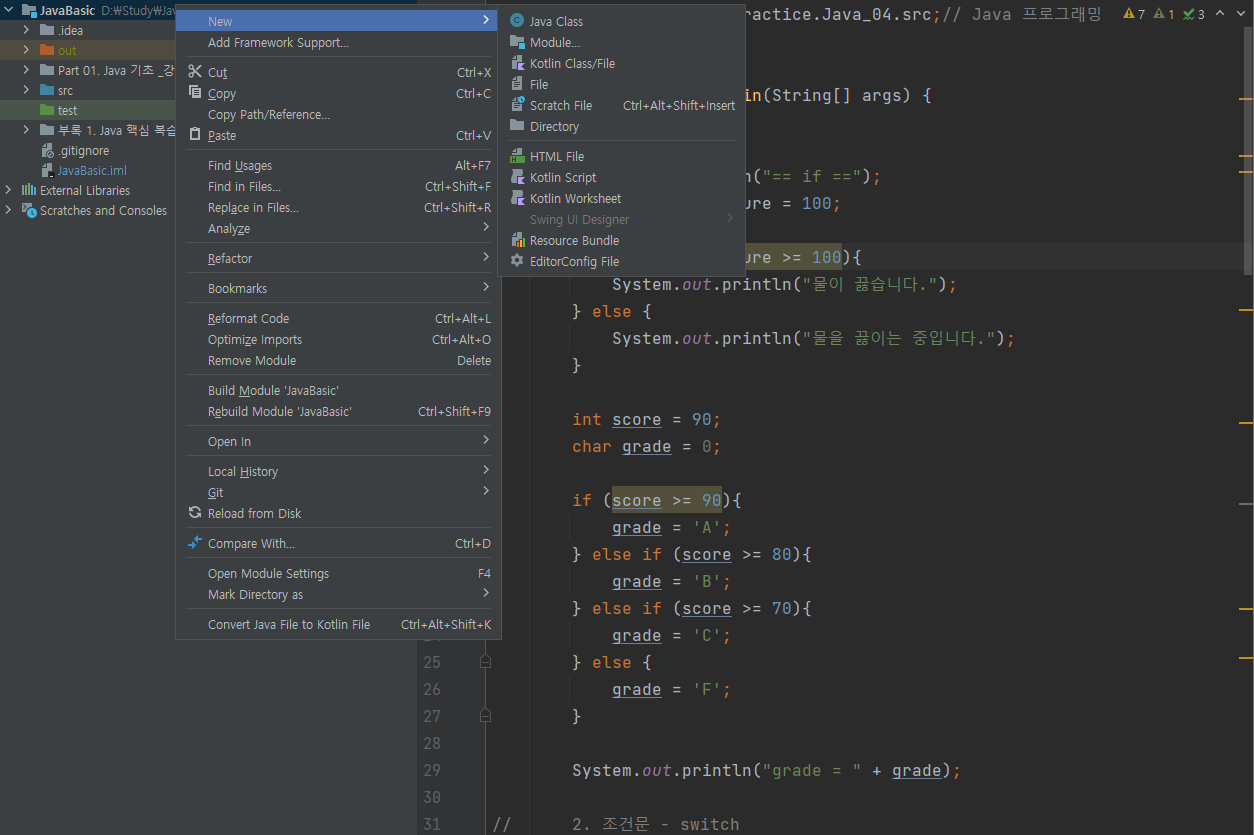 JavaBasic D:₩Study₩Jav
.idea
out
Part 01. Java 기초 _강
src
test
부록 1. Java 핵심 복습
.gitignore
JavaBasic.iml
External Libraries
Scratches and Consoles
New
Add Framework Support...
Cut Ctrl+X
Copy Ctrl+C
Copy Path/Reference...
Paste Ctrl+V
Find Usages Alt+F7
Find in Files... Ctrl+Shift+F
Replace in Files... Ctrl+Shift+R
Analyze
Refactor
Bookmarks
Reformat Code Ctrl+Alt+L
Optimize Imports Ctrl+Alt+O
Remove Module Delete
Build Module 'JavaBasic'
Rebuild Module 'JavaBasic' Ctrl+Shift+F9
Open In
Local History
Git
Reload from Disk
Compare With... Ctrl+D
Open Module Settings F4
Mark Directory as
Convert Java File to Kotlin File Ctrl+Alt+Shift+K
Java Class
Module...
Kotlin Class/File
File
Scratch File Ctrl+Alt+Shift+Insert
Directory
HTML File
Kotlin Script
Kotlin Worksheet
Swing UI Designer
Resource Bundle
EditorConfig File
ractice.Java_04.src;// Java 프로그래밍 7 1 3
in(String[] args) {
n("== if ==");
ure = 100;
ure >= 100){
System.out.println("물이 끓습니다.");
} else {
System.out.println("물을 끓이는 중입니다.");
}
int score = 90;
char grade = 0;
if (score >= 90){
grade = 'A';
} else if (score >= 80){
grade = 'B';
} else if (score >= 70){
grade = 'C';
25 } else {
26 grade = 'F';
27 }
28
29 System.out.println("grade = " + grade);
30
31 // 2. 조건문 - switch